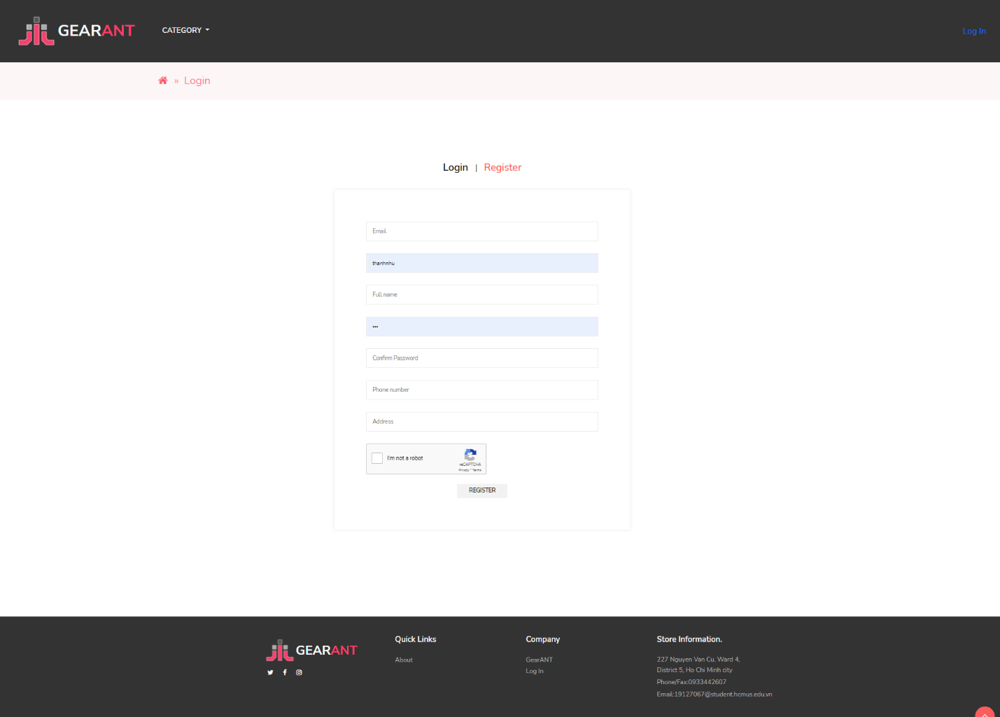 GEARANT
CATEGORY
Log In
» Login
Login | Register
Email
thanhnhu
Full name
•••
Confirm Password
Phone number
Address
I'm not a robot
reCAPTCHA
Privacy - Terms
REGISTER
GEARANT
Quick Links
About
Company
GearANT
Log In
Store Information.
227 Nguyen Van Cu, Ward 4,
District 5, Ho Chi Minh city
Phone/Fax:0933442607
Email:19127067@student.hcmus.edu.vn